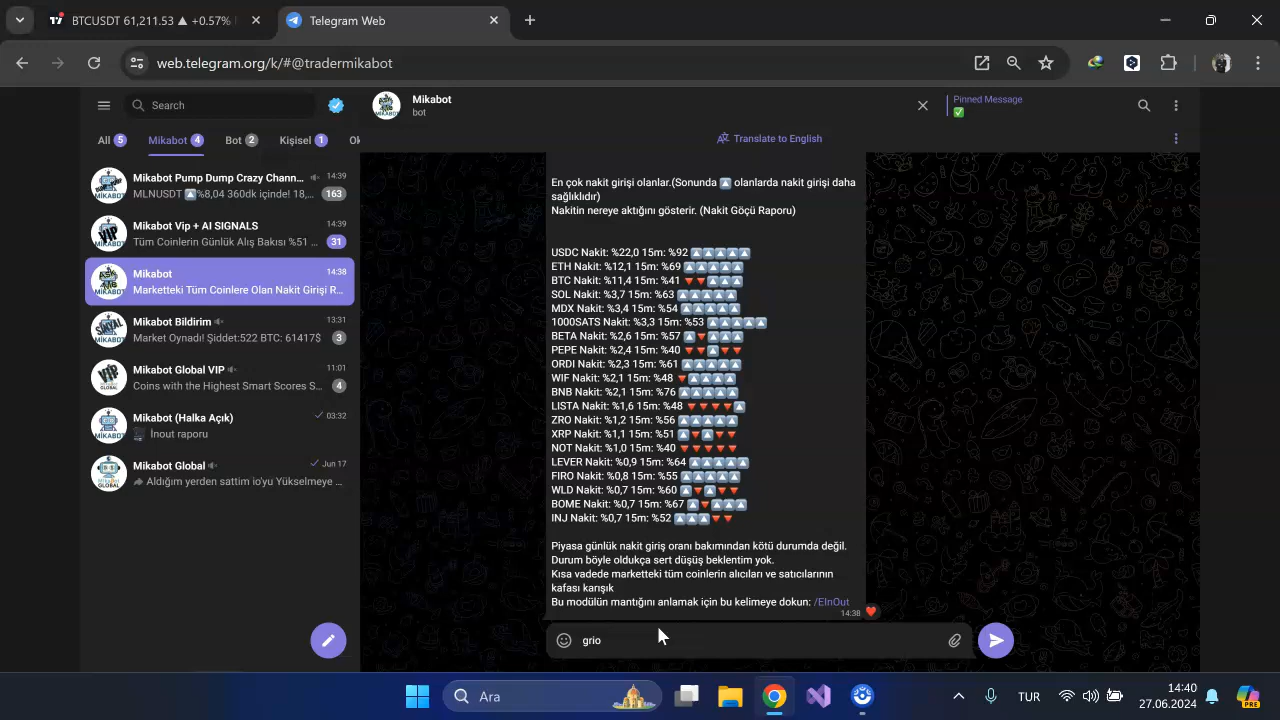 BTCUSDT 61,211.53 ▲ +0.57%
Telegram Web
web.telegram.org/k/#@tradermikabot
Search
All 5
Mikabot 4
Bot 2
Kişisel 1
Ok
Mikabot Pump Dump Crazy Chann... 14:39
MLNUSDT 🔼%8,04 360dk içinde! 18,... 163
Mikabot Vip + AI SIGNALS 14:39
Tüm Coinlerin Günlük Alış Bakısı %51 ... 31
Mikabot 14:38
Marketteki Tüm Coinlere Olan Nakit Girişi R...
Mikabot Bildirim 13:31
Market Oynadı! Şiddet:522 BTC: 61417$ 3
Mikabot Global VIP 11:01
Coins with the Highest Smart Scores S... 4
Mikabot (Halka Açık) 03:32
Inout raporu
Mikabot Global Jun 17
Aldığım yerden sattim io'yu Yükselmeye ...
Mikabot
bot
Pinned Message
✅
Translate to English
En çok nakit girişi olanlar.(Sonunda 🔼 olanlarda nakit girişi daha
sağlıklıdır)
Nakitin nereye aktığını gösterir. (Nakit Göçü Raporu)
USDC Nakit: %22,0 15m: %92 🔼🔼🔼🔼🔼
ETH Nakit: %12,1 15m: %69 🔼🔼🔼🔼🔼
BTC Nakit: %11,4 15m: %41 🔻🔻🔼🔼🔼
SOL Nakit: %3,7 15m: %63 🔼🔼🔼🔼🔼
MDX Nakit: %3,4 15m: %54 🔼🔼🔼🔼🔼
1000SATS Nakit: %3,3 15m: %53 🔼🔼🔼🔼🔼
BETA Nakit: %2,6 15m: %57 🔼🔻🔼🔼🔼
PEPE Nakit: %2,4 15m: %40 🔻🔻🔼🔻🔻
ORDI Nakit: %2,3 15m: %61 🔼🔼🔼🔼🔼
WIF Nakit: %2,1 15m: %48 🔻🔼🔼🔼🔼
BNB Nakit: %2,1 15m: %76 🔼🔼🔼🔼🔼
LISTA Nakit: %1,6 15m: %48 🔻🔻🔻🔻🔼
ZRO Nakit: %1,2 15m: %56 🔼🔼🔼🔼🔼
XRP Nakit: %1,1 15m: %51 🔼🔻🔼🔻🔻
NOT Nakit: %1,0 15m: %40 🔻🔻🔻🔻🔻
LEVER Nakit: %0,9 15m: %64 🔼🔼🔼🔼🔼
FIRO Nakit: %0,8 15m: %55 🔼🔼🔼🔼🔼
WLD Nakit: %0,7 15m: %60 🔼🔻🔼🔻🔻
BOME Nakit: %0,7 15m: %67 🔼🔻🔼🔼🔼
INJ Nakit: %0,7 15m: %52 🔼🔼🔼🔻🔻
Piyasa günlük nakit giriş oranı bakımından kötü durumda değil.
Durum böyle oldukça sert düşüş beklentim yok.
Kısa vadede marketteki tüm coinlerin alıcıları ve satıcılarının
kafası karışık
Bu modülün mantığını anlamak için bu kelimeye dokun: /EInOut
14:38 ❤️
grio
Ara
TUR
14:40
27.06.2024
PRE